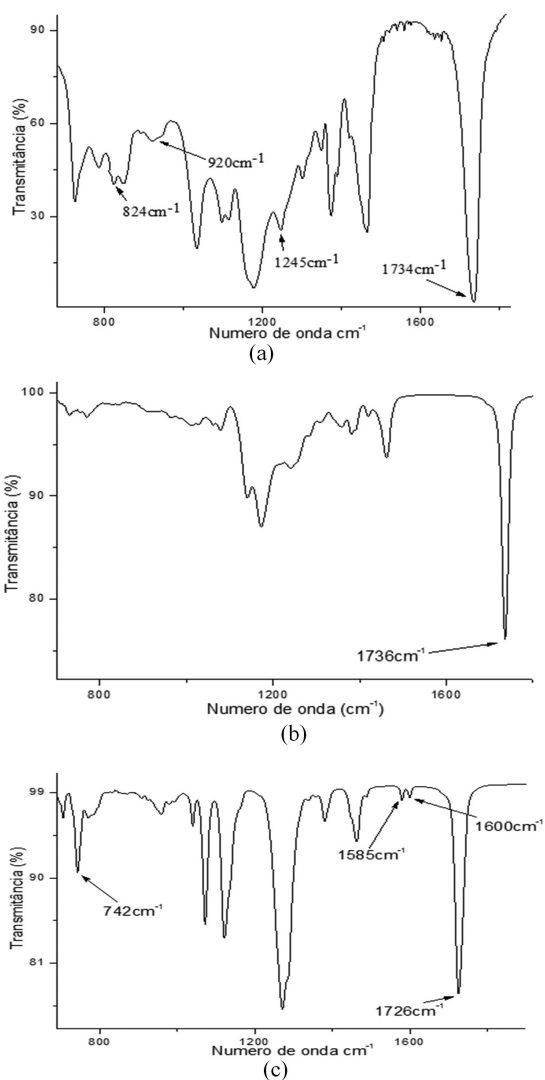 90
60
30
Transmitância (%)
920cm-1
824cm-1
1245cm-1
1734cm-1
800
1200
1600
Numero de onda cm-1
(a)
100
90
80
Transmitância (%)
1736cm-1
800
1200
1600
Numero de onda (cm-1)
(b)
99
90
81
Transmitância (%)
742cm-1
1585cm-1
1600cm-1
1726cm-1
800
1200
1600
Numero de onda cm-1
(c)